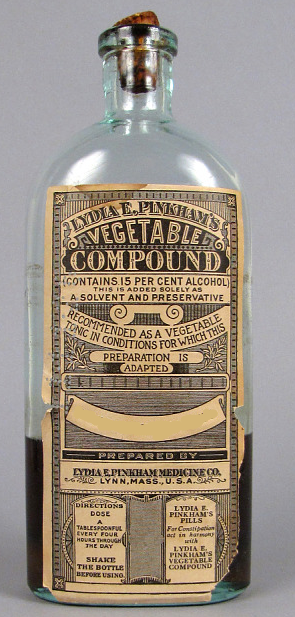 LYDIA E. PINKHAM'S
VEGETABLE
COMPOUND
(CONTAINS 15 PER CENT ALCOHOL)
THIS IS ADDED SOLELY AS
A SOLVENT AND PRESERVATIVE
RECOMMENDED AS A VEGETABLE
TONIC IN CONDITIONS FOR WHICH THIS
PREPARATION IS
ADAPTED
PREPARED BY
LYDIA E. PINKHAM MEDICINE CO.
LYNN, MASS., U.S.A.
DIRECTIONS
DOSE
A
TABLESPOONFUL
EVERY FOUR
HOURS THROUGH
THE DAY
SHAKE
THE BOTTLE
BEFORE USING.
LYDIA E.
PINKHAM'S
PILLS
For Constipation
act in harmony
with
LYDIA E.
PINKHAM'S
VEGETABLE
COMPOUND